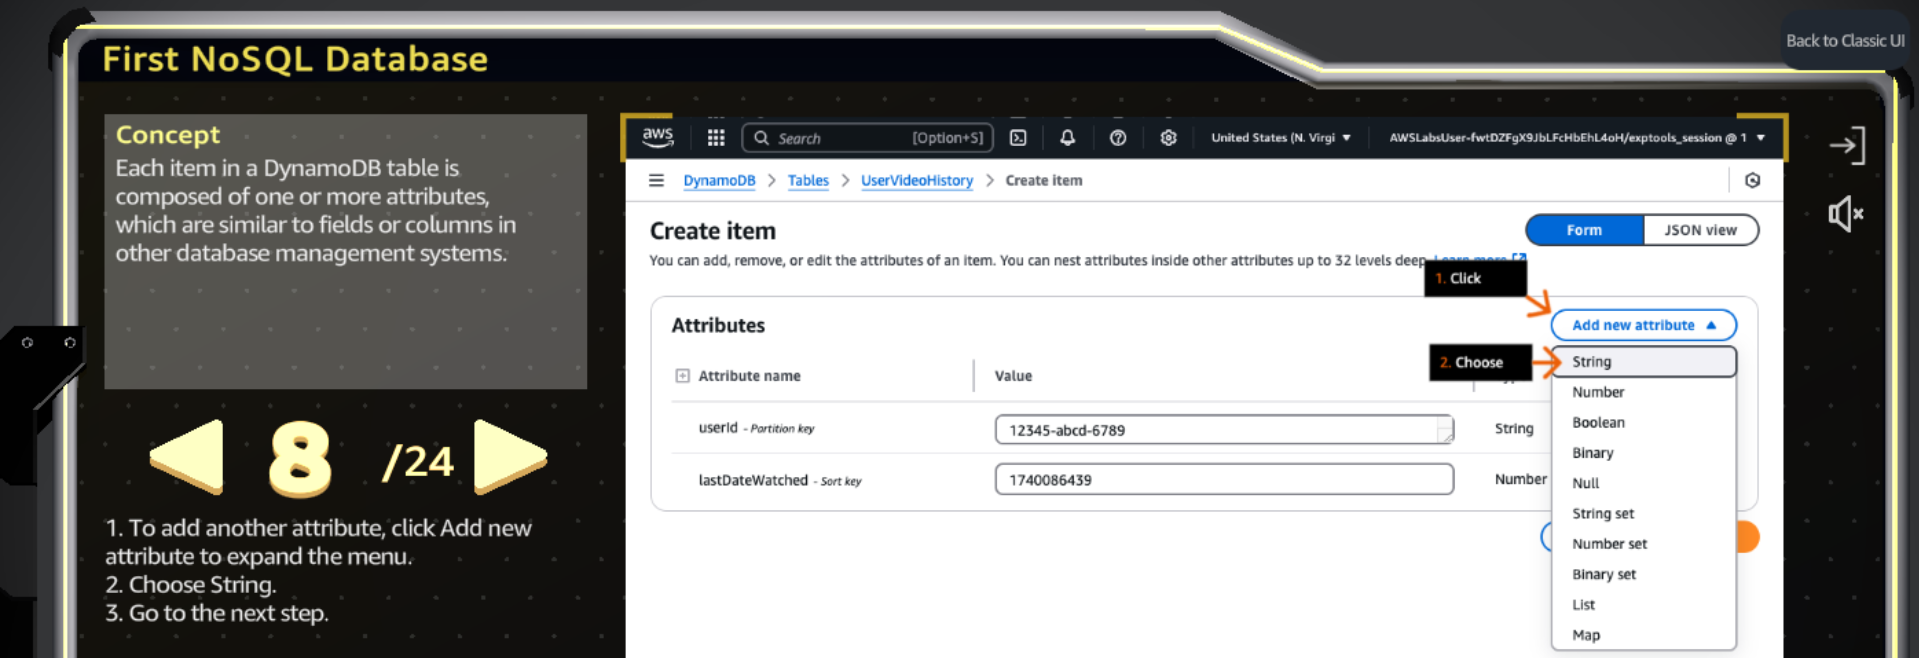 First NoSQL Database
Back to Classic UI
Concept
Each item in a DynamoDB table is
composed of one or more attributes,
which are similar to fields or columns in
other database management systems.
8 /24
1. To add another attribute, click Add new
attribute to expand the menu.
2. Choose String.
3. Go to the next step.
aws
Search [Option+S]
United States (N. Virgi
AWSLabsUser-fwtDZFgX9JbLFcHbEhL4oH/exptools_session @ 1
DynamoDB > Tables > UserVideoHistory > Create item
Create item
Form JSON view
You can add, remove, or edit the attributes of an item. You can nest attributes inside other attributes up to 32 levels deep. Learn more
1. Click
Attributes
Add new attribute
2. Choose
Attribute name Value
userId - Partition key 12345-abcd-6789 String
lastDateWatched - Sort key 1740086439 Number
String
Number
Boolean
Binary
Null
String set
Number set
Binary set
List
Map